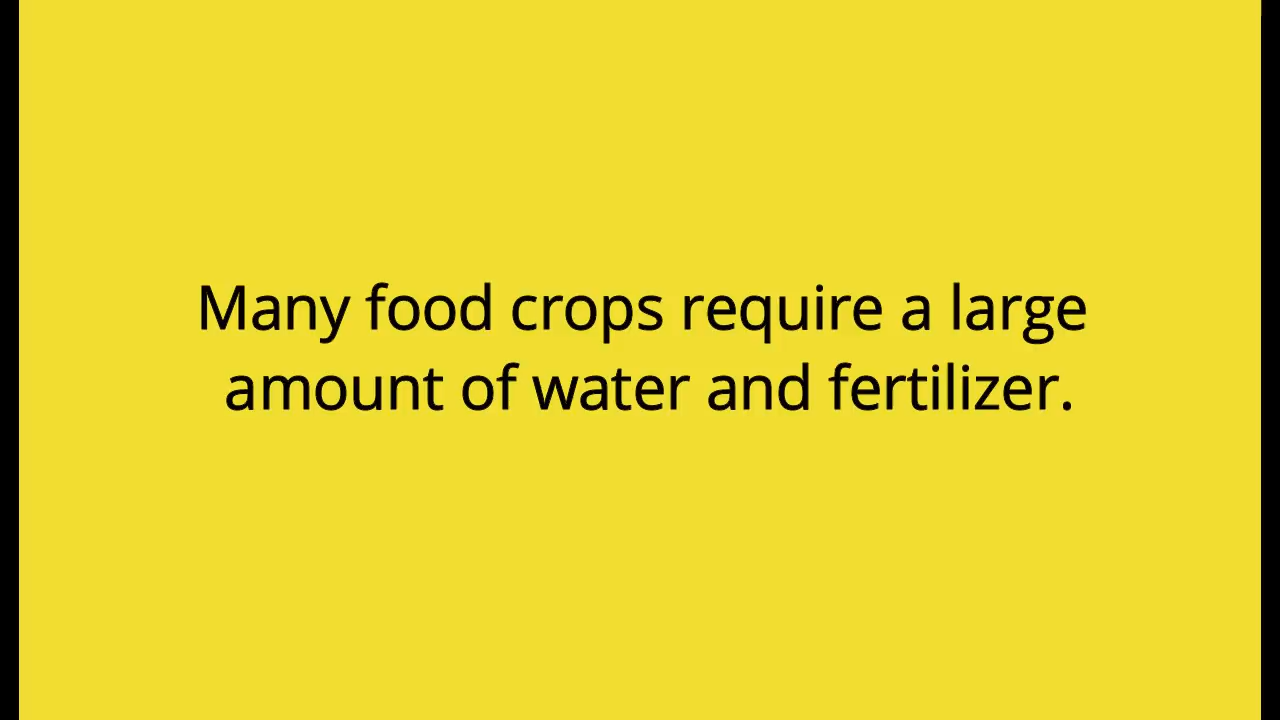 Many food crops require a large
amount of water and fertilizer.